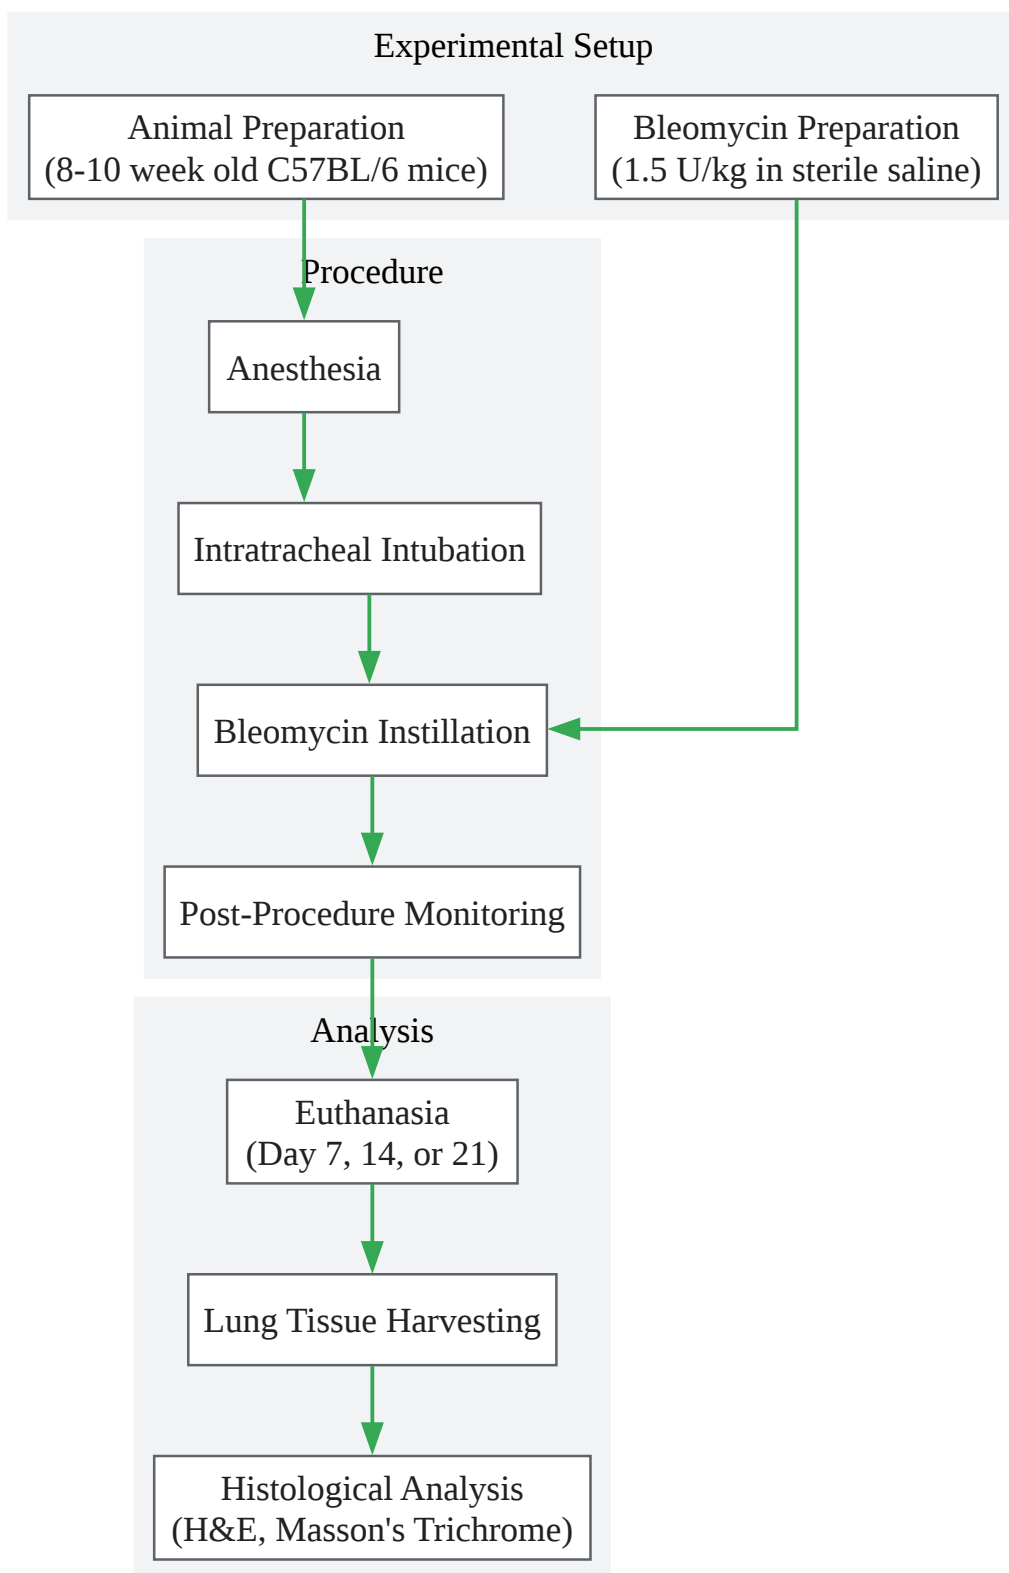 Experimental Setup
Animal Preparation
(8-10 week old C57BL/6 mice)
Bleomycin Preparation
(1.5 U/kg in sterile saline)
Procedure
Anesthesia
Intratracheal Intubation
Bleomycin Instillation
Post-Procedure Monitoring
Analysis
Euthanasia
(Day 7, 14, or 21)
Lung Tissue Harvesting
Histological Analysis
(H&E, Masson's Trichrome)